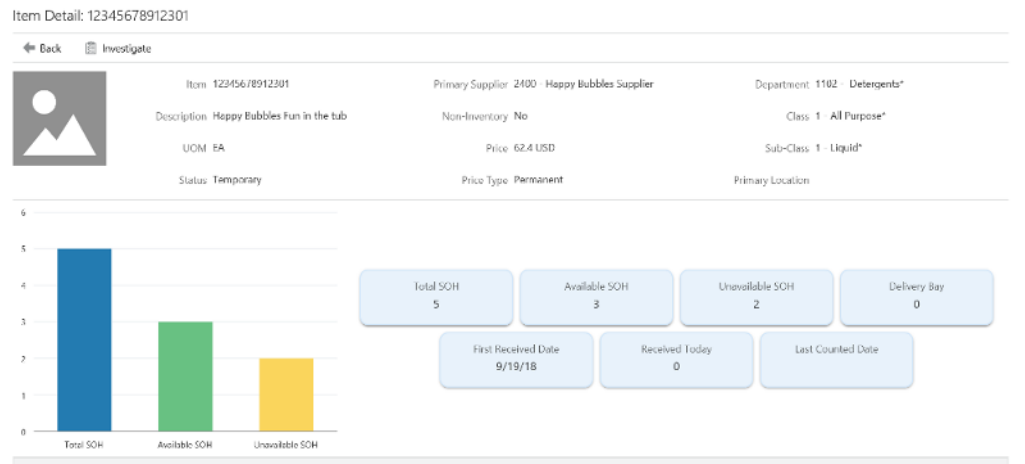 Item Detail: 12345678912301
Back Investigate
Item 12345678912301 Primary Supplier 2400 - Happy Bubbles Supplier Department 1102 - Detergents*
Description Happy Bubbles Fun in the tub Non-Inventory No Class 1 - All Purpose*
UOM EA Price 62.4 USD Sub-Class 1 - Liquid*
Status Temporary Price Type Permanent Primary Location
6
5
4
3
2
1
0
Total SOH Available SOH Unavailable SOH
Total SOH Available SOH Unavailable SOH Delivery Bay
5 3 2 0
First Received Date Received Today Last Counted Date
9/19/18 0